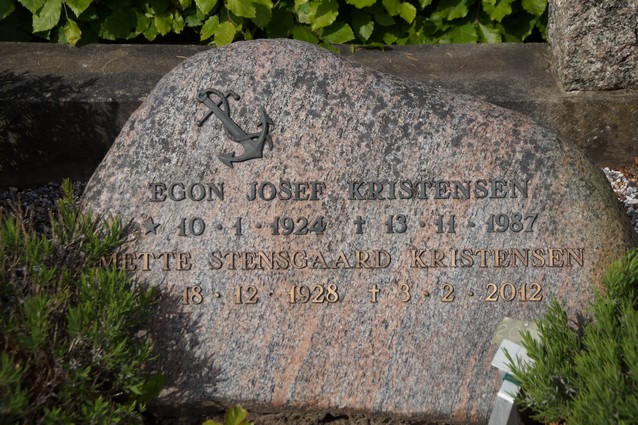 EGON JOSEF KRISTENSEN
★ 10 · 1 · 1924 † 13 · 11 · 1987
METTE STENSGAARD KRISTENSEN
18 · 12 · 1928 † 3 · 2 · 2012